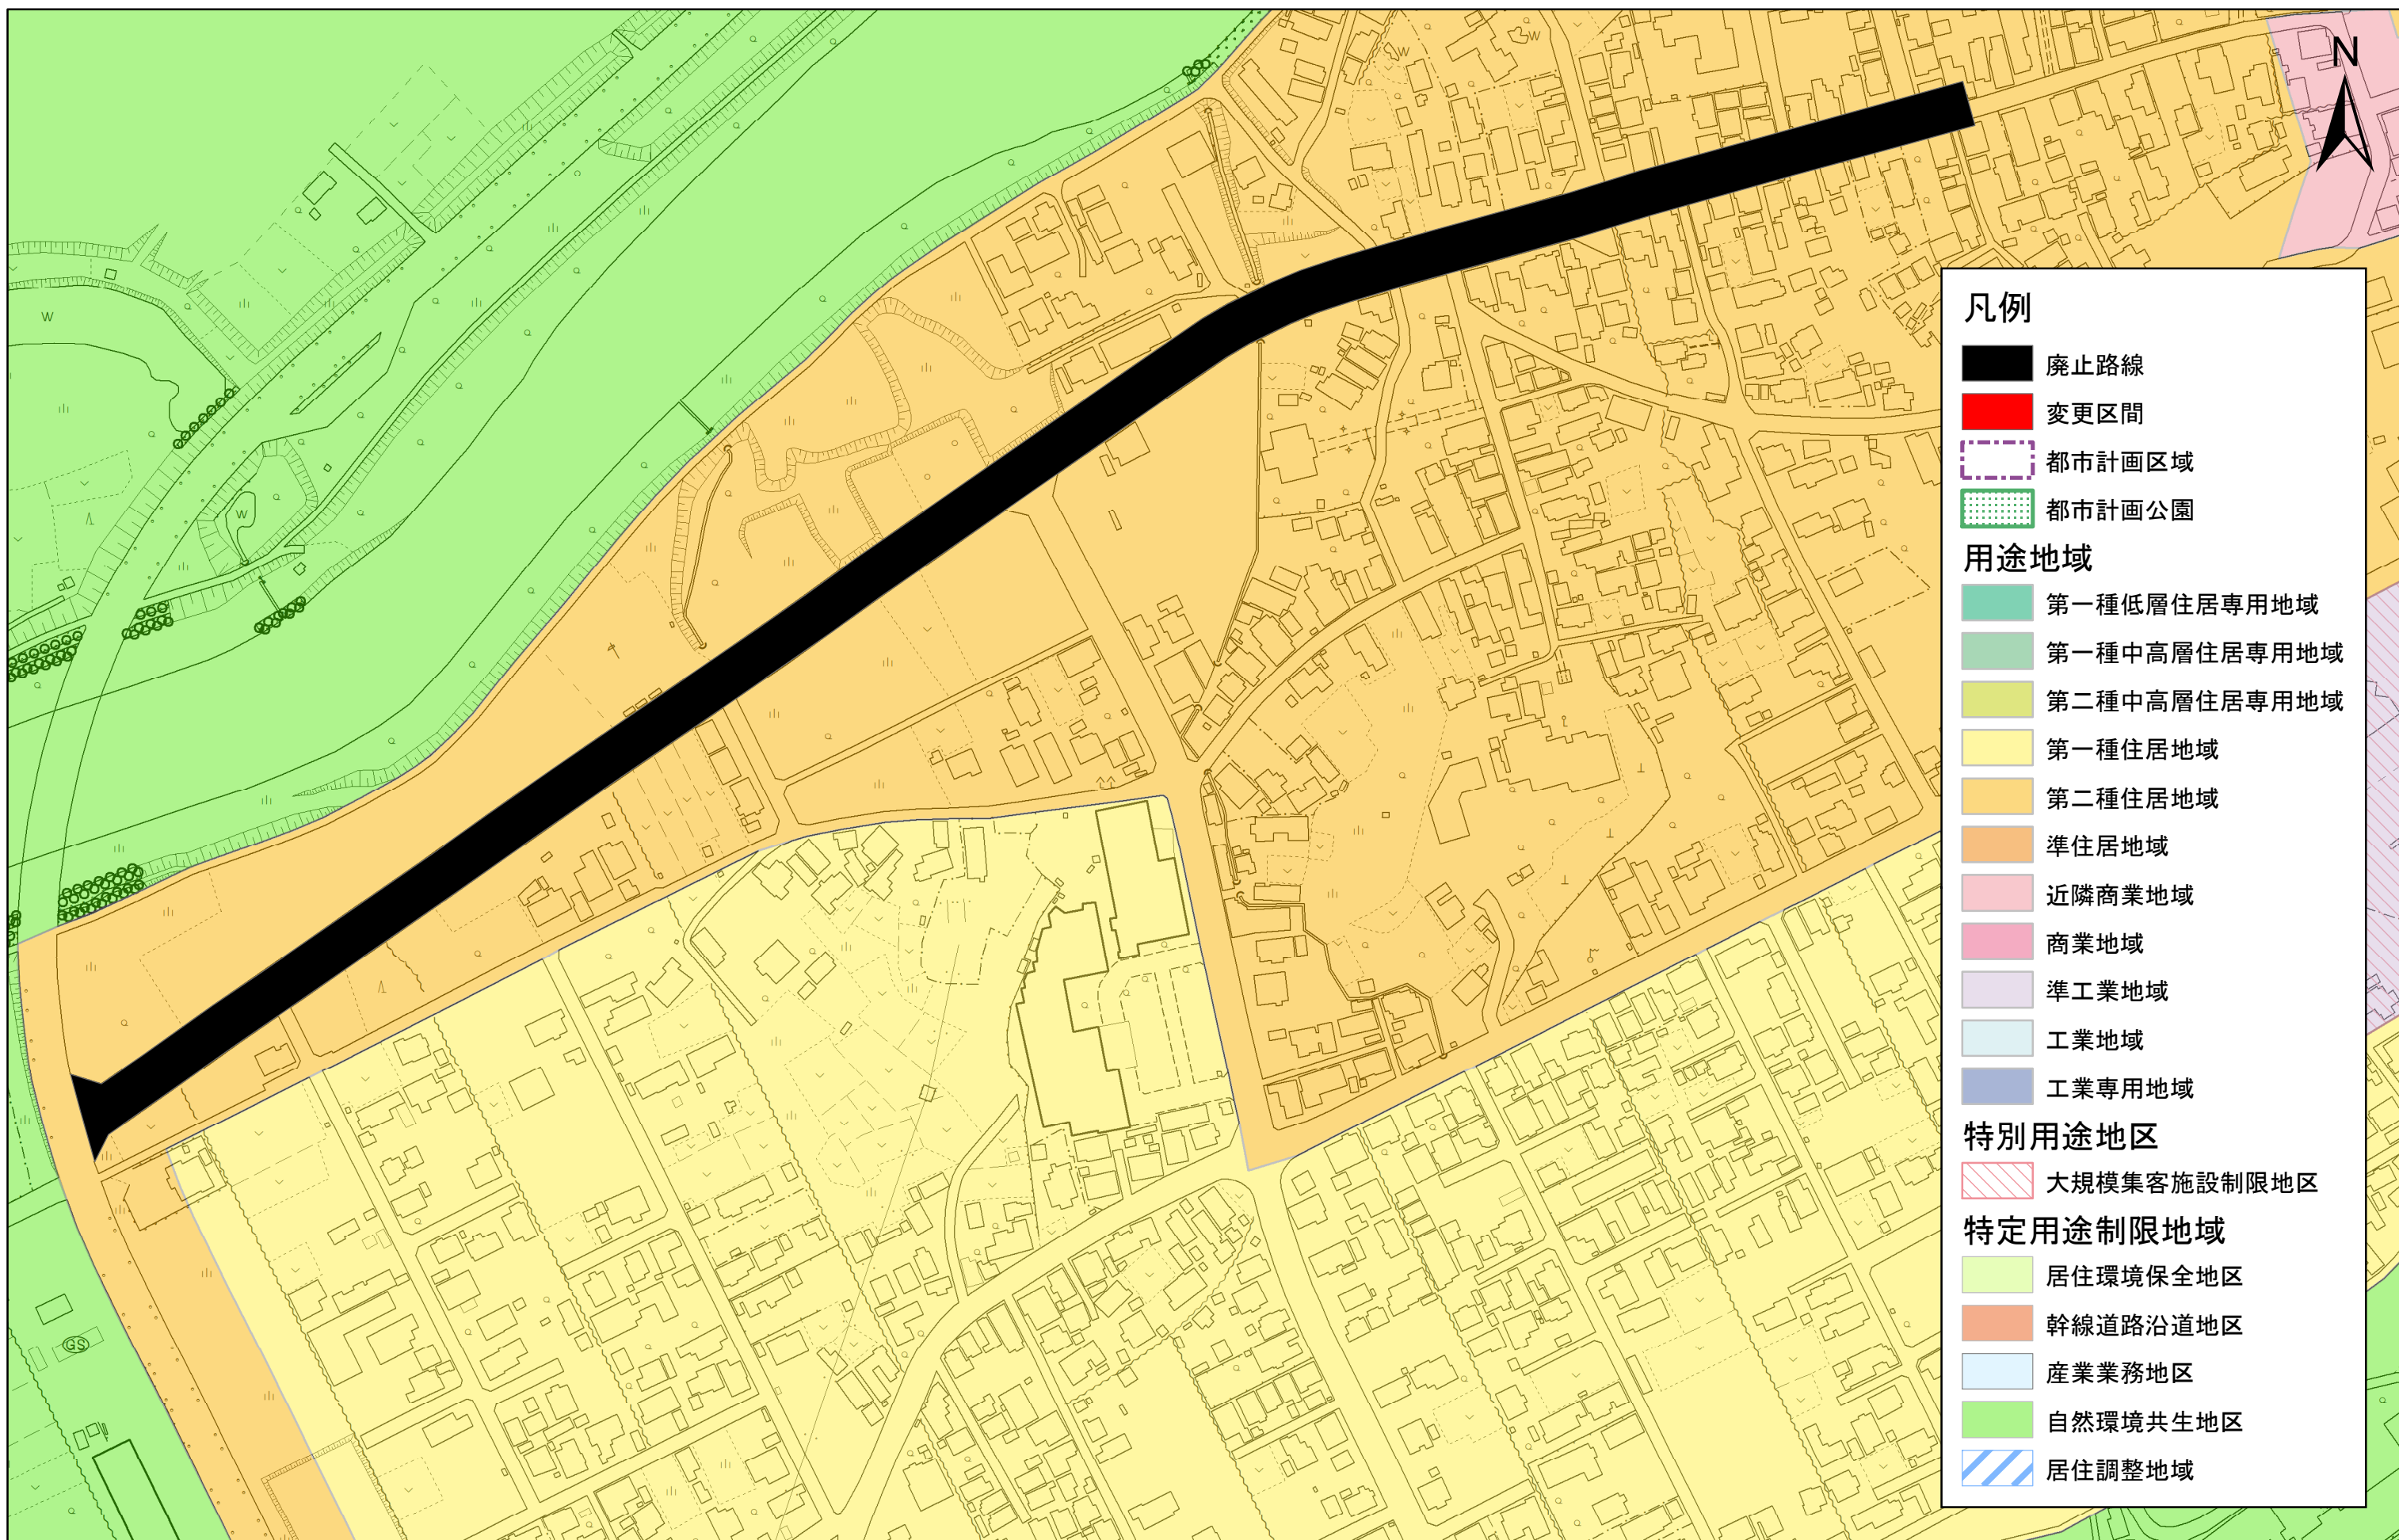 N
W
W
W
W
GS
凡例
廃止路線
変更区間
都市計画区域
都市計画公園
用途地域
第一種低層住居専用地域
第一種中高層住居専用地域
第二種中高層住居専用地域
第一種住居地域
第二種住居地域
準住居地域
近隣商業地域
商業地域
準工業地域
工業地域
工業専用地域
特別用途地区
大規模集客施設制限地区
特定用途制限地域
居住環境保全地区
幹線道路沿道地区
産業業務地区
自然環境共生地区
居住調整地域